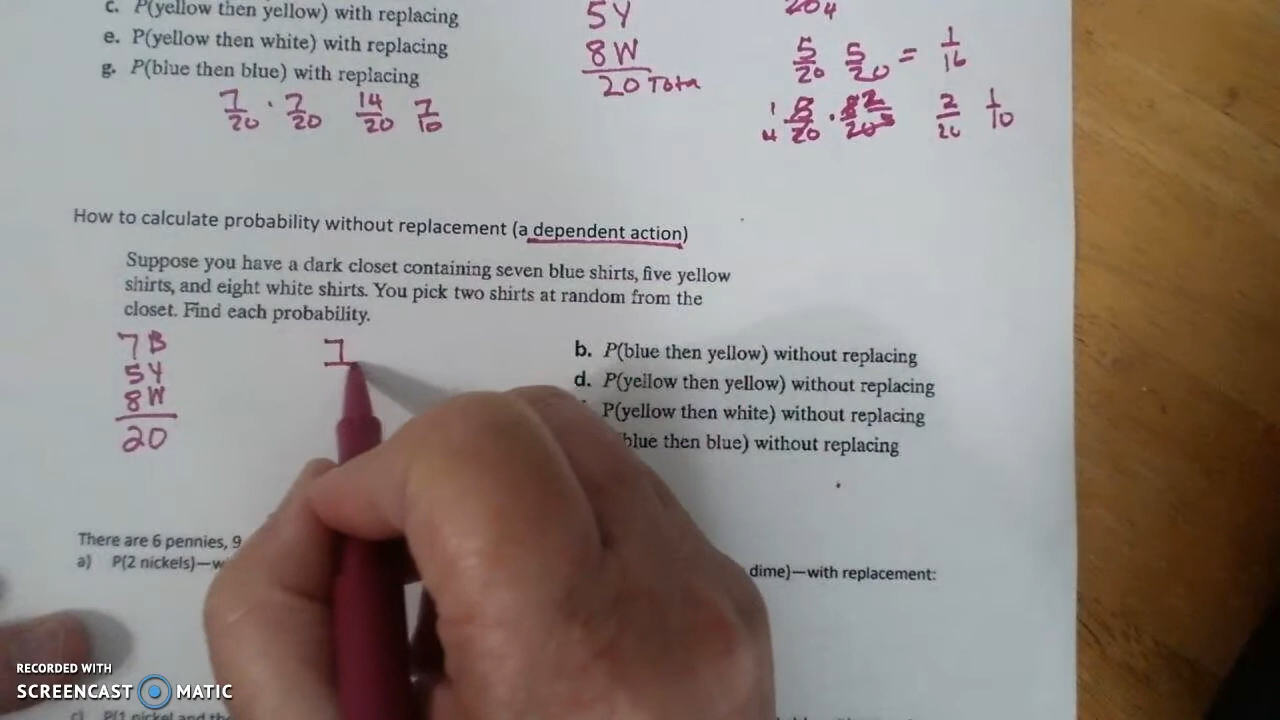 c. P(yellow then yellow) with replacing
e. P(yellow then white) with replacing
g. P(blue then blue) with replacing
7/20 · 7/20 14/20 7/10
5Y
8W
20 Total
5/20 5/20 = 1/16
2/20 1/10
How to calculate probability without replacement (a dependent action)
Suppose you have a dark closet containing seven blue shirts, five yellow
shirts, and eight white shirts. You pick two shirts at random from the
closet. Find each probability.
7B
5Y
8W
20
7
b. P(blue then yellow) without replacing
d. P(yellow then yellow) without replacing
P(yellow then white) without replacing
blue then blue) without replacing
There are 6 pennies, 9
a) P(2 nickels)—w
dime)—with replacement:
RECORDED WITH
SCREENCAST MATIC